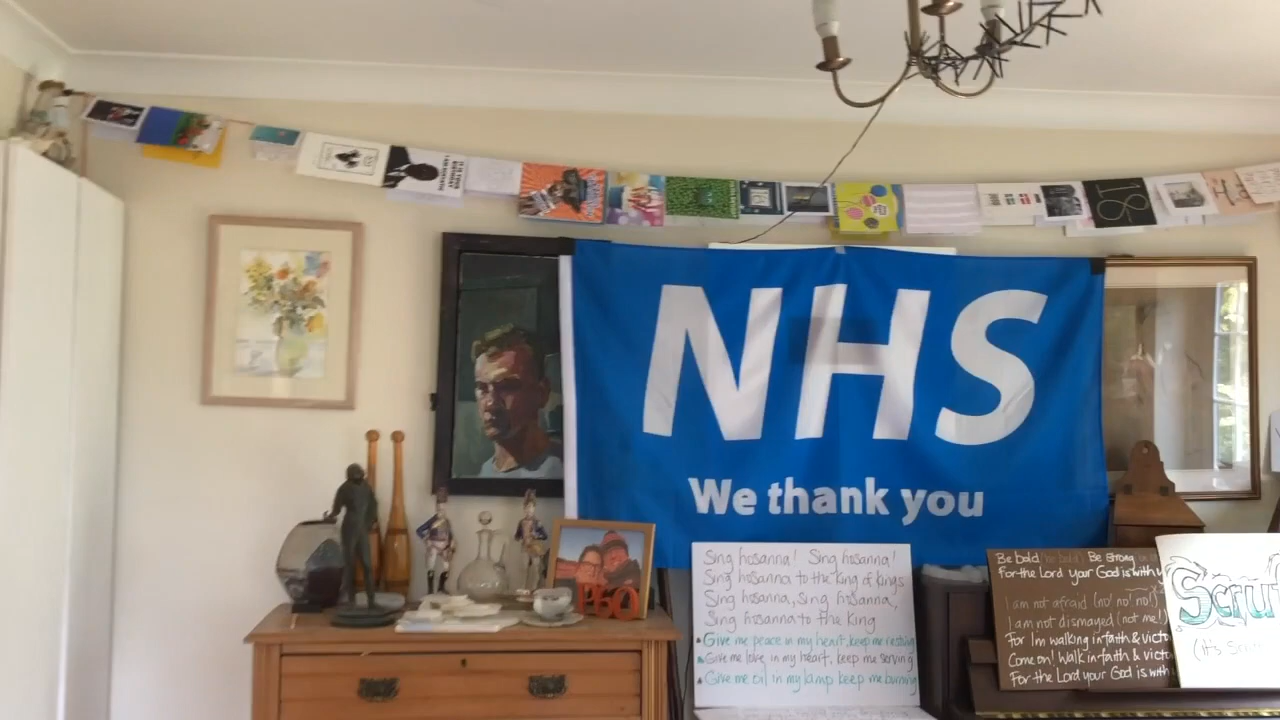 18
NHS
We thank you
Sing hosanna! Sing hosanna!
Sing hosanna to the King of Kings
Sing hosanna, Sing hosanna,
Sing hosanna to the King
Give me peace in my heart, keep me resting
Give me love in my heart, keep me serving
Give me oil in my lamp keep me burning
Be bold (be bold) Be strong
For the Lord your God is with y
I am not afraid (no! no! no!)
I am not dismayed (not me!)
For I'm walking in faith & victo
Come on! Walk in faith & victo
For the Lord your God is with
Scru
(it's